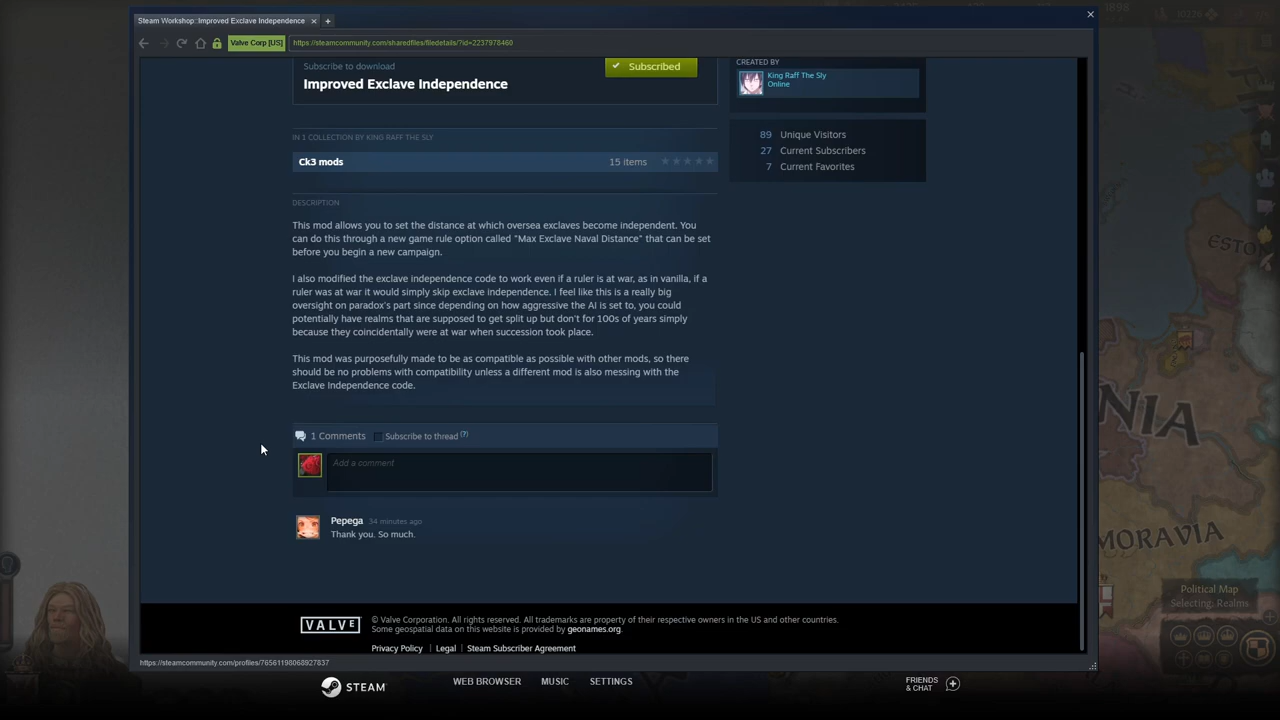 1898
10276
Steam Workshop::Improved Exclave Independence
Valve Corp [US]
https://steamcommunity.com/sharedfiles/filedetails/?id=2237978460
Subscribe to download
Improved Exclave Independence
Subscribed
CREATED BY
King Raff The Sly
Online
89 Unique Visitors
27 Current Subscribers
7 Current Favorites
IN 1 COLLECTION BY KING RAFF THE SLY
Ck3 mods
15 items
DESCRIPTION
This mod allows you to set the distance at which oversea exclaves become independent. You
can do this through a new game rule option called "Max Exclave Naval Distance" that can be set
before you begin a new campaign.
I also modified the exclave independence code to work even if a ruler is at war, as in vanilla, if a
ruler was at war it would simply skip exclave independence. I feel like this is a really big
oversight on paradox's part since depending on how aggressive the AI is set to, you could
potentially have realms that are supposed to get split up but don't for 100s of years simply
because they coincidentally were at war when succession took place.
This mod was purposefully made to be as compatible as possible with other mods, so there
should be no problems with compatibility unless a different mod is also messing with the
Exclave Independence code.
1 Comments
Subscribe to thread (?)
Add a comment
Pepega 34 minutes ago
Thank you. So much.
VALVE
© Valve Corporation. All rights reserved. All trademarks are property of their respective owners in the US and other countries.
Some geospatial data on this website is provided by geonames.org.
Privacy Policy | Legal | Steam Subscriber Agreement
https://steamcommunity.com/profiles/76561198068927837
STEAM
WEB BROWSER
MUSIC
SETTINGS
FRIENDS
& CHAT
ESTO
NIA
MORAVIA
Political Map
Selecting: Realms